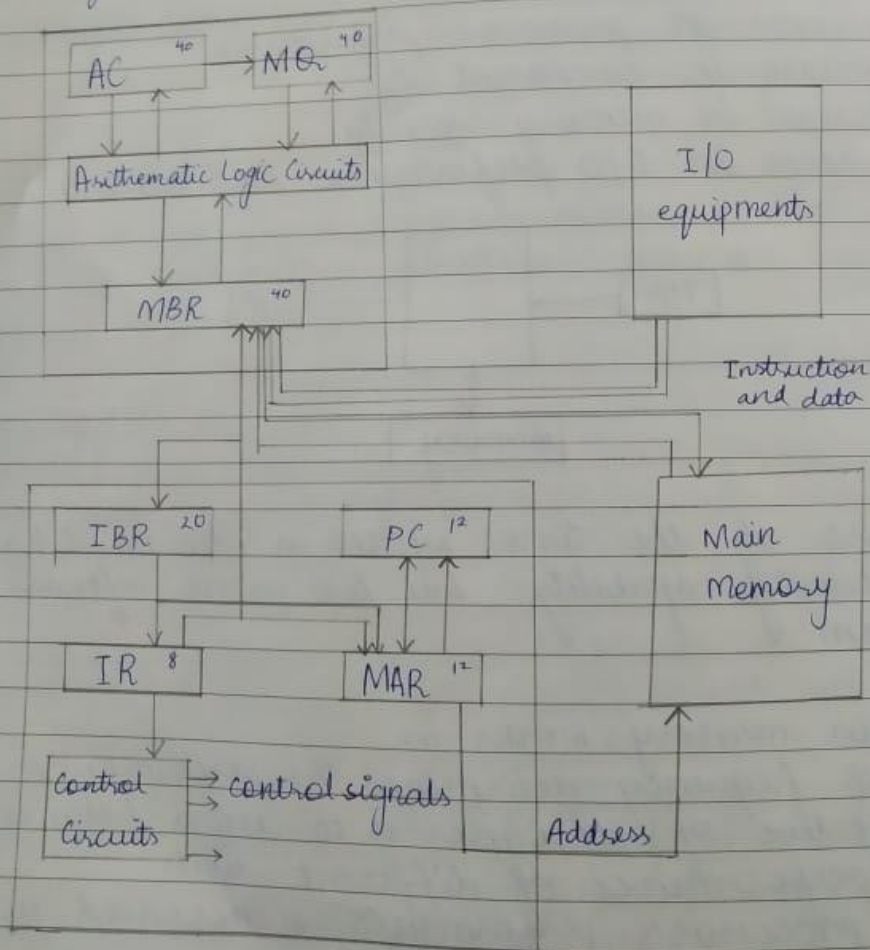 AC 40
MQ 40
Arithematic Logic Circuits
MBR 40
I/O
equipments
Instruction
and data
IBR 20
PC 12
Main
Memory
IR 8
MAR 12
Control
Circuits
control signals
Address